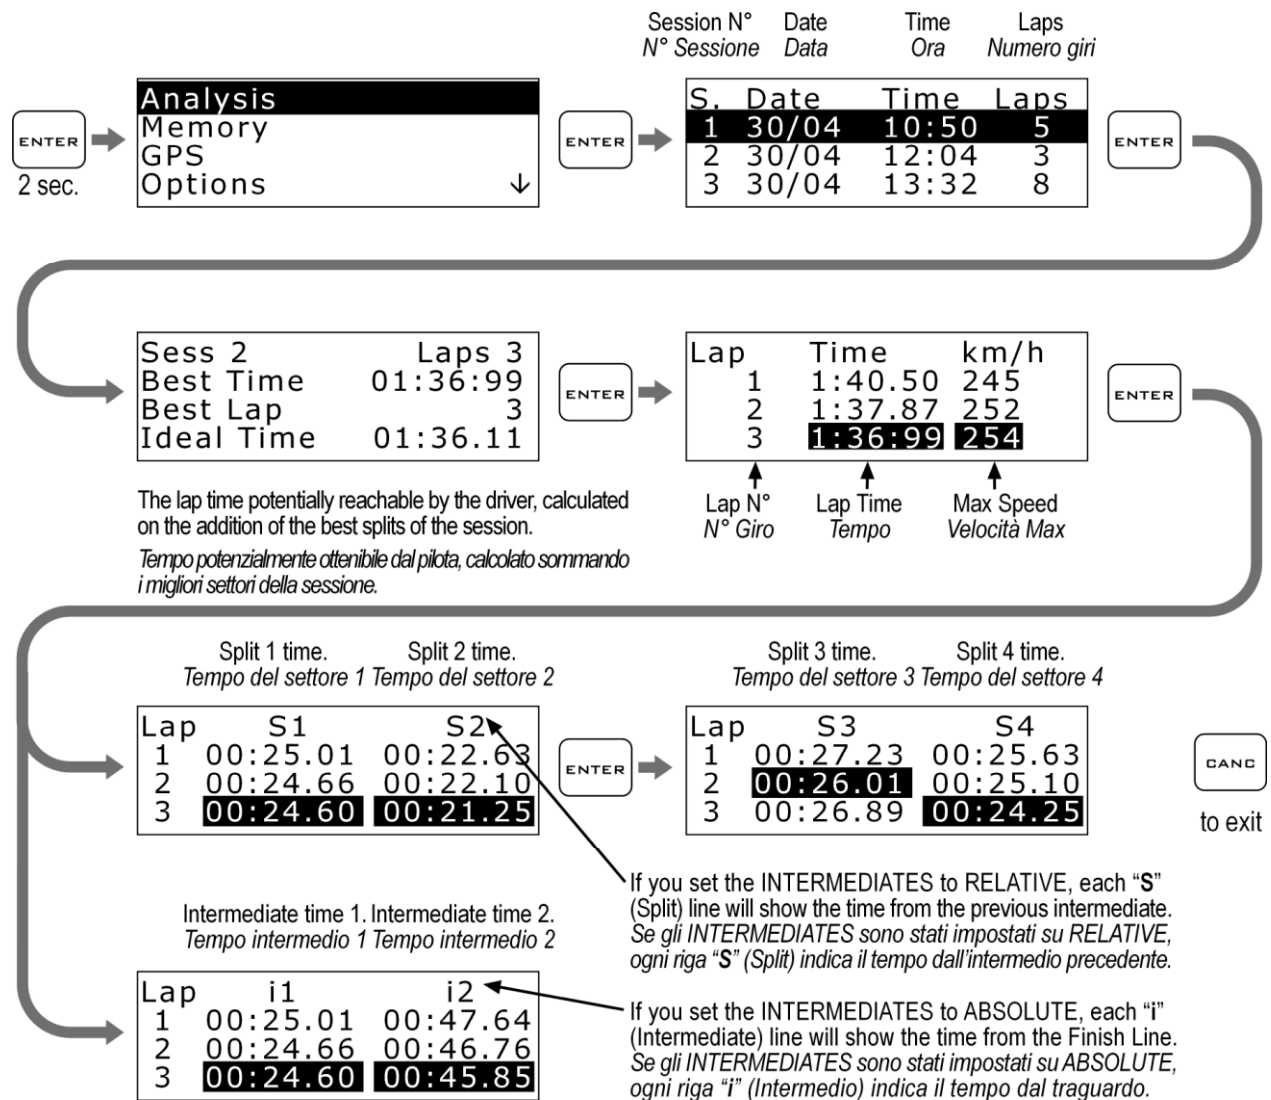 Session N° Date Time Laps
N° Sessione Data Ora Numero giri
ENTER
2 sec.
Analysis
Memory
GPS
Options
ENTER
S. Date Time Laps
1 30/04 10:50 5
2 30/04 12:04 3
3 30/04 13:32 8
ENTER
Sess 2 Laps 3
Best Time 01:36:99
Best Lap 3
Ideal Time 01:36.11
ENTER
Lap Time km/h
1 1:40.50 245
2 1:37.87 252
3 1:36:99 254
ENTER
The lap time potentially reachable by the driver, calculated
on the addition of the best splits of the session.
Tempo potenzialmente ottenibile dal pilota, calcolato sommando
i migliori settori della sessione.
Lap N° Lap Time Max Speed
N° Giro Tempo Velocità Max
Split 1 time. Split 2 time.
Tempo del settore 1 Tempo del settore 2
Lap S1 S2
1 00:25.01 00:22.63
2 00:24.66 00:22.10
3 00:24.60 00:21.25
ENTER
Split 3 time. Split 4 time.
Tempo del settore 3 Tempo del settore 4
Lap S3 S4
1 00:27.23 00:25.63
2 00:26.01 00:25.10
3 00:26.89 00:24.25
CANC
to exit
If you set the INTERMEDIATES to RELATIVE, each “S”
(Split) line will show the time from the previous intermediate.
Se gli INTERMEDIATES sono stati impostati su RELATIVE,
ogni riga “S” (Split) indica il tempo dall’intermedio precedente.
Intermediate time 1. Intermediate time 2.
Tempo intermedio 1 Tempo intermedio 2
Lap i1 i2
1 00:25.01 00:47.64
2 00:24.66 00:46.76
3 00:24.60 00:45.85
If you set the INTERMEDIATES to ABSOLUTE, each “i”
(Intermediate) line will show the time from the Finish Line.
Se gli INTERMEDIATES sono stati impostati su ABSOLUTE,
ogni riga “i” (Intermedio) indica il tempo dal traguardo.